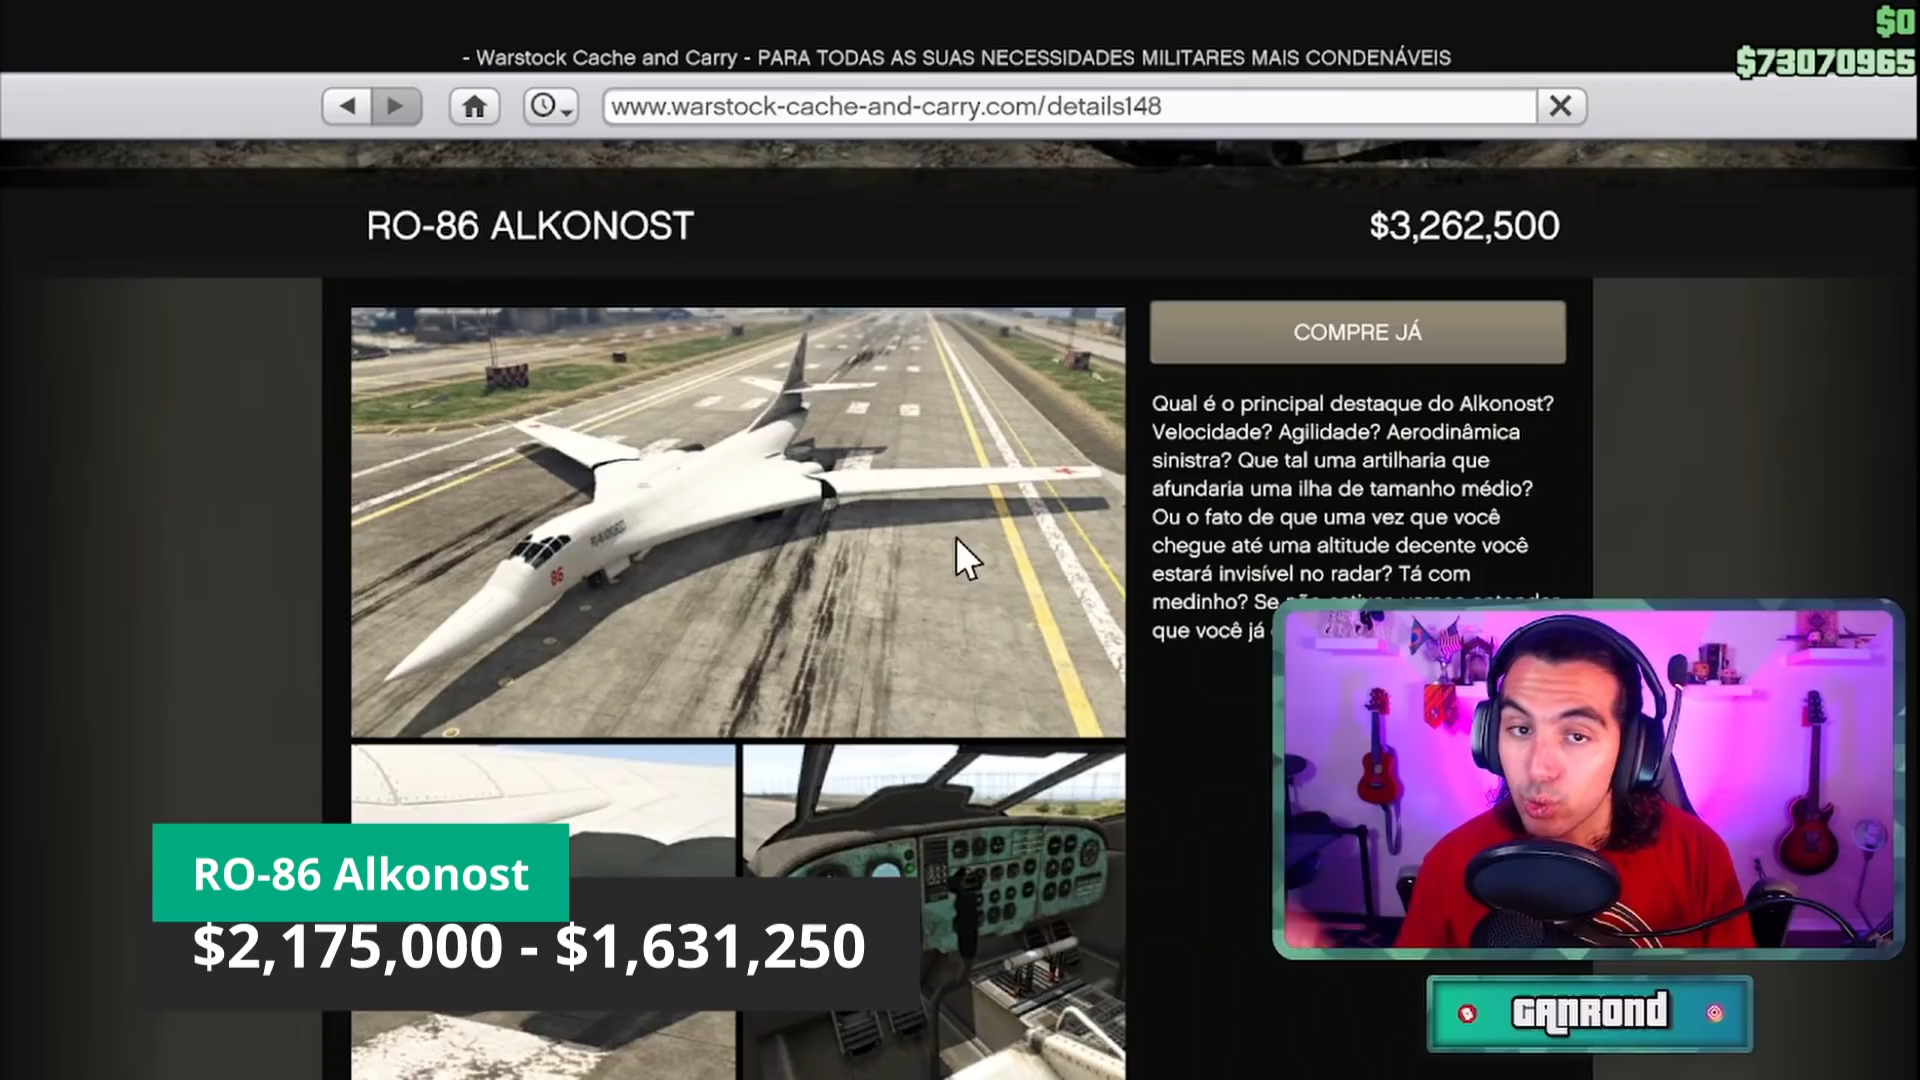 $0
$73070965
- Warstock Cache and Carry - PARA TODAS AS SUAS NECESSIDADES MILITARES MAIS CONDENÁVEIS
www.warstock-cache-and-carry.com/details148
RO-86 ALKONOST
$3,262,500
COMPRE JÁ
Qual é o principal destaque do Alkonost?
Velocidade? Agilidade? Aerodinâmica
sinistra? Que tal uma artilharia que
afundaria uma ilha de tamanho médio?
Ou o fato de que uma vez que você
chegue até uma altitude decente você
estará invisível no radar? Tá com
medinho? Se
que você já
RO-86 ALKONOST
86
RO-86 Alkonost
$2,175,000 - $1,631,250
GANROND